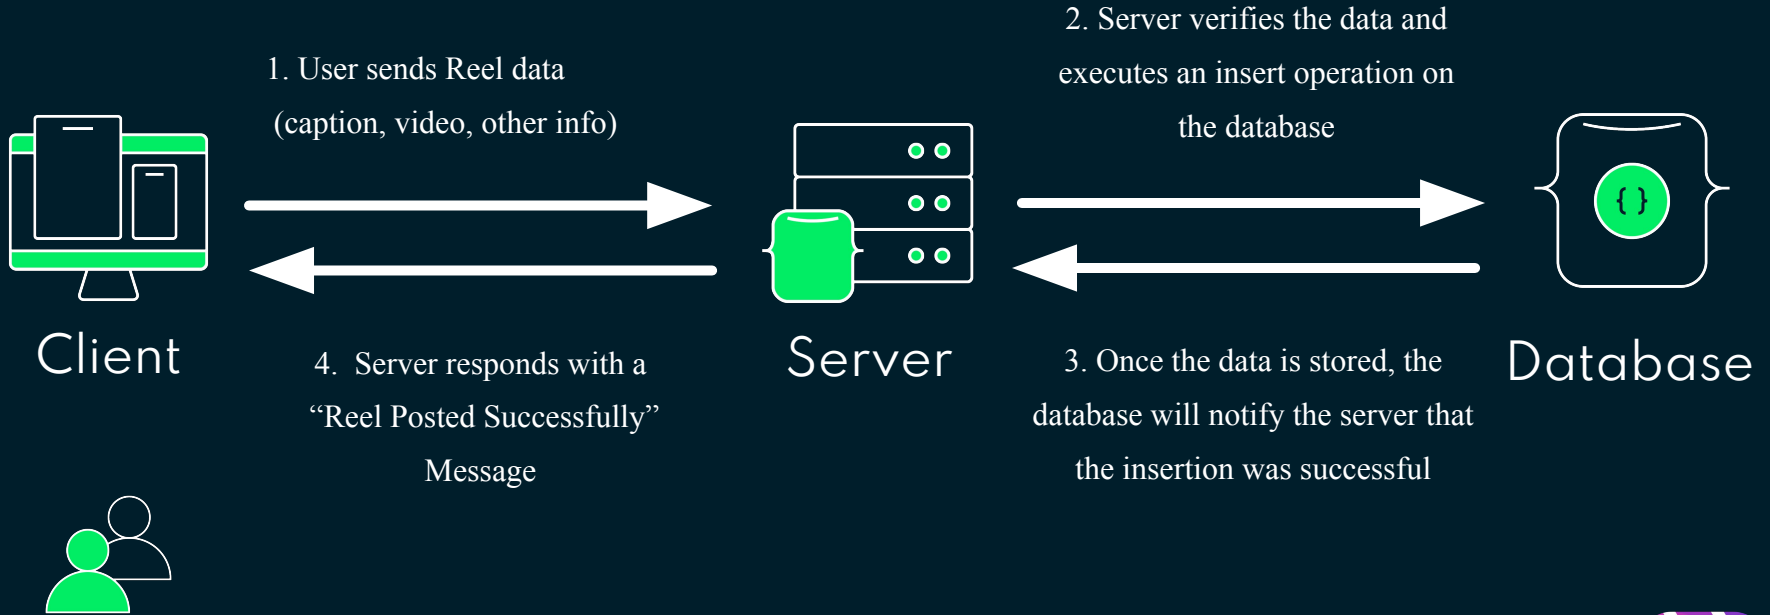 1. User sends Reel data
(caption, video, other info)
2. Server verifies the data and
executes an insert operation on
the database
{ }
Client
Server
Database
4. Server responds with a
“Reel Posted Successfully”
Message
3. Once the data is stored, the
database will notify the server that
the insertion was successful